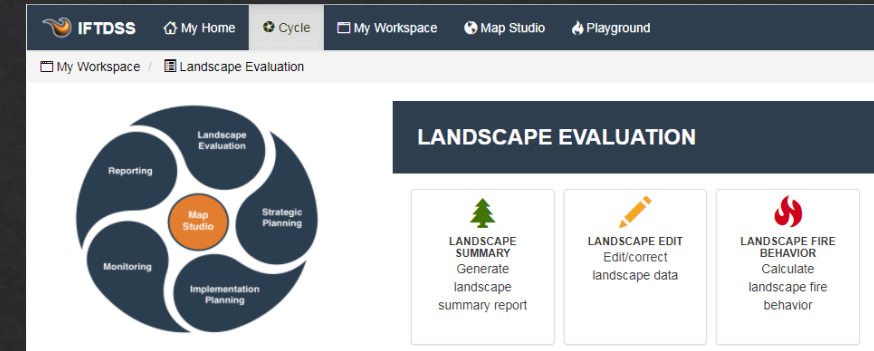 IFTDSS My Home Cycle My Workspace Map Studio Playground
My Workspace / Landscape Evaluation
Landscape
Evaluation
Reporting
Map
Studio
Strategic
Planning
Monitoring
Implementation
Planning
LANDSCAPE EVALUATION
LANDSCAPE
SUMMARY
Generate
landscape
summary report
LANDSCAPE EDIT
Edit/correct
landscape data
LANDSCAPE FIRE
BEHAVIOR
Calculate
landscape fire
behavior